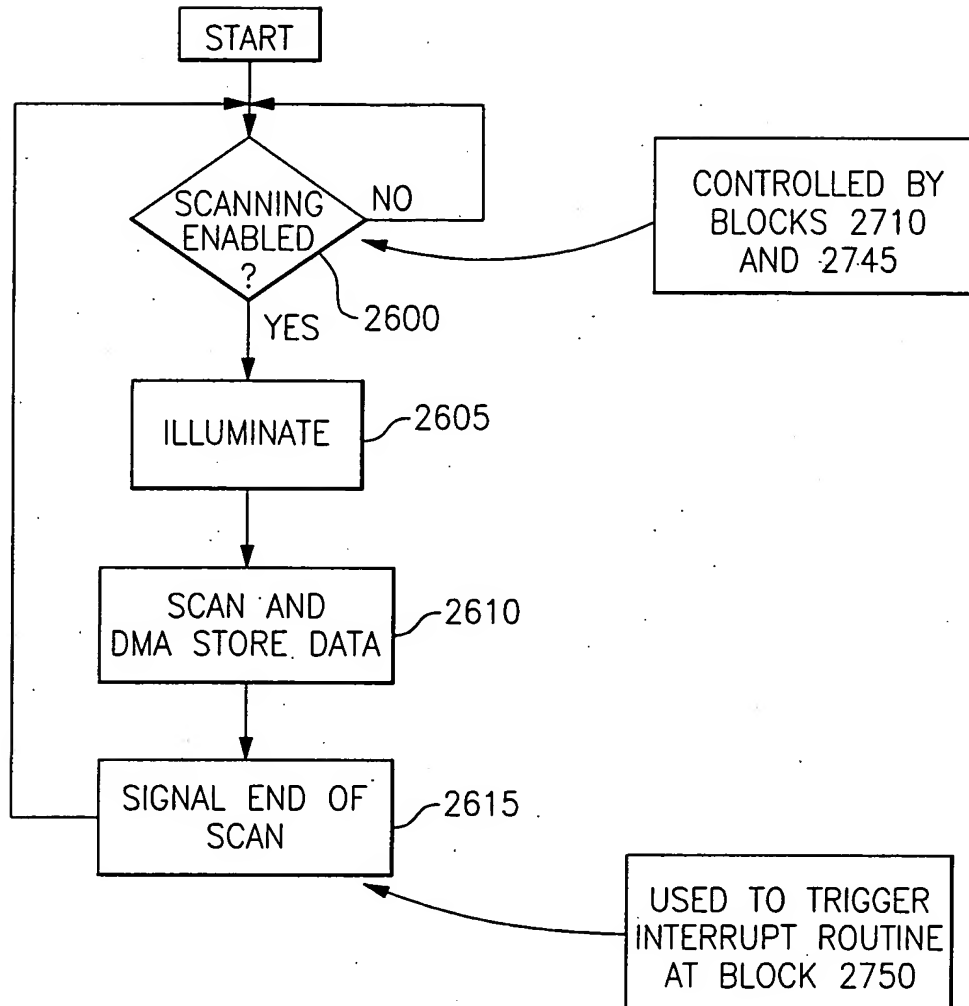 START
SCANNING
ENABLED
?
NO
CONTROLLED BY
BLOCKS 2710
AND 2745
2600
YES
ILLUMINATE
2605
SCAN AND
DMA STORE DATA
2610
SIGNAL END OF
SCAN
2615
USED TO TRIGGER
INTERRUPT ROUTINE
AT BLOCK 2750